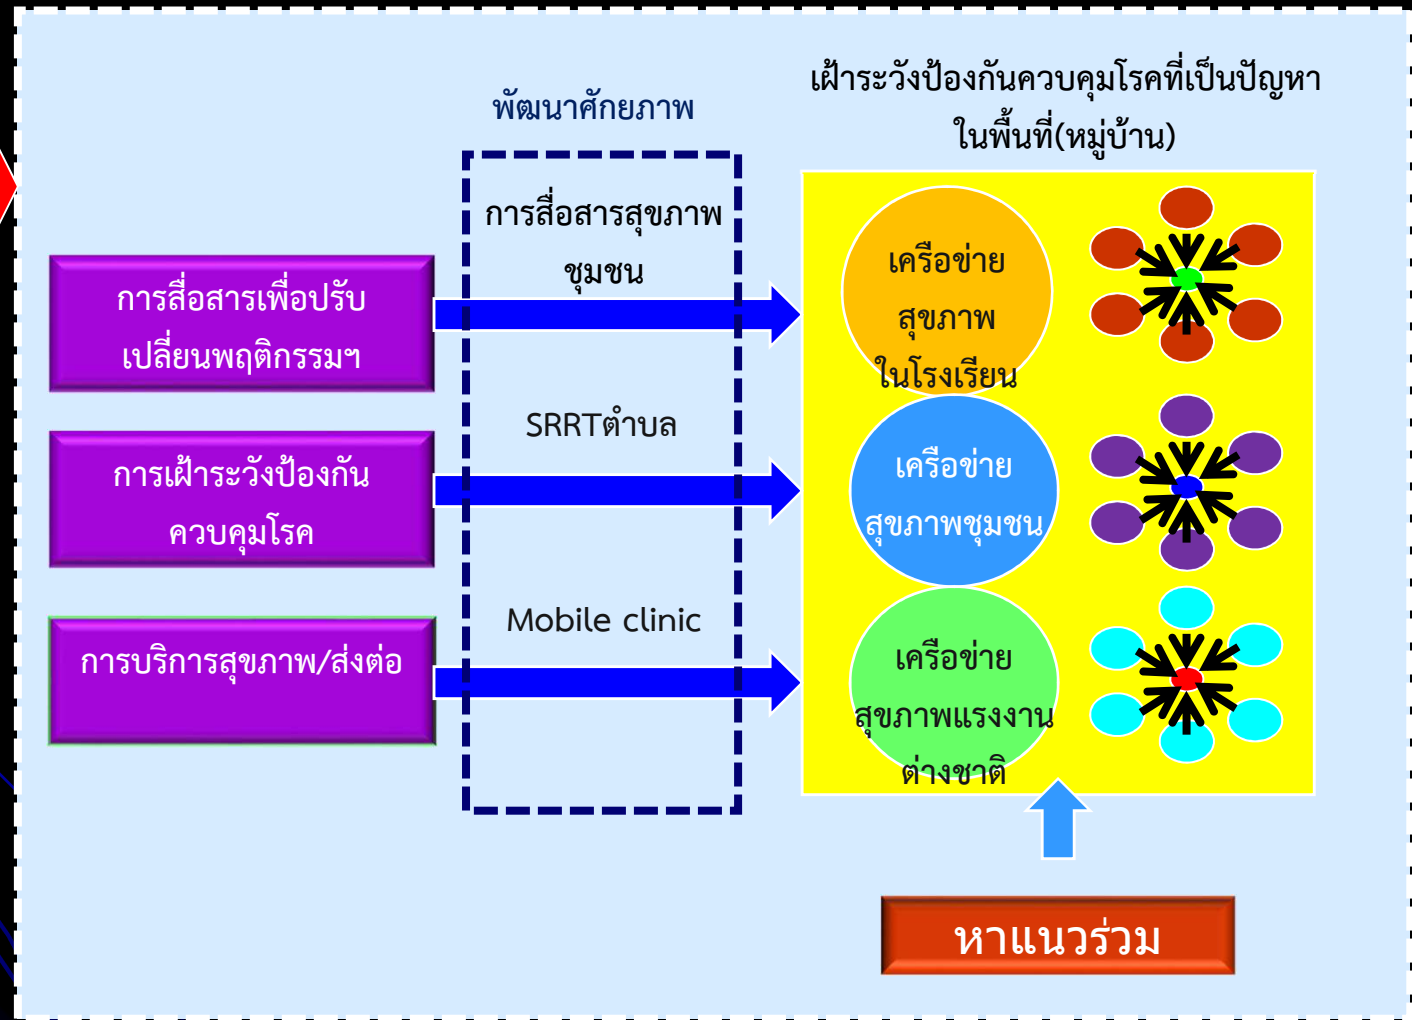 พัฒนาศักยภาพ
เฝ้าระวังป้องกันควบคุมโรคที่เป็นปัญหา
ในพื้นที่(หมู่บ้าน)
การสื่อสารเพื่อปรับ
เปลี่ยนพฤติกรรมฯ
การสื่อสารสุขภาพ
ชุมชน
เครือข่าย
สุขภาพ
ในโรงเรียน
การเฝ้าระวังป้องกัน
ควบคุมโรค
SRRTตำบล
เครือข่าย
สุขภาพชุมชน
การบริการสุขภาพ/ส่งต่อ
Mobile clinic
เครือข่าย
สุขภาพแรงงาน
ต่างชาติ
หาแนวร่วม